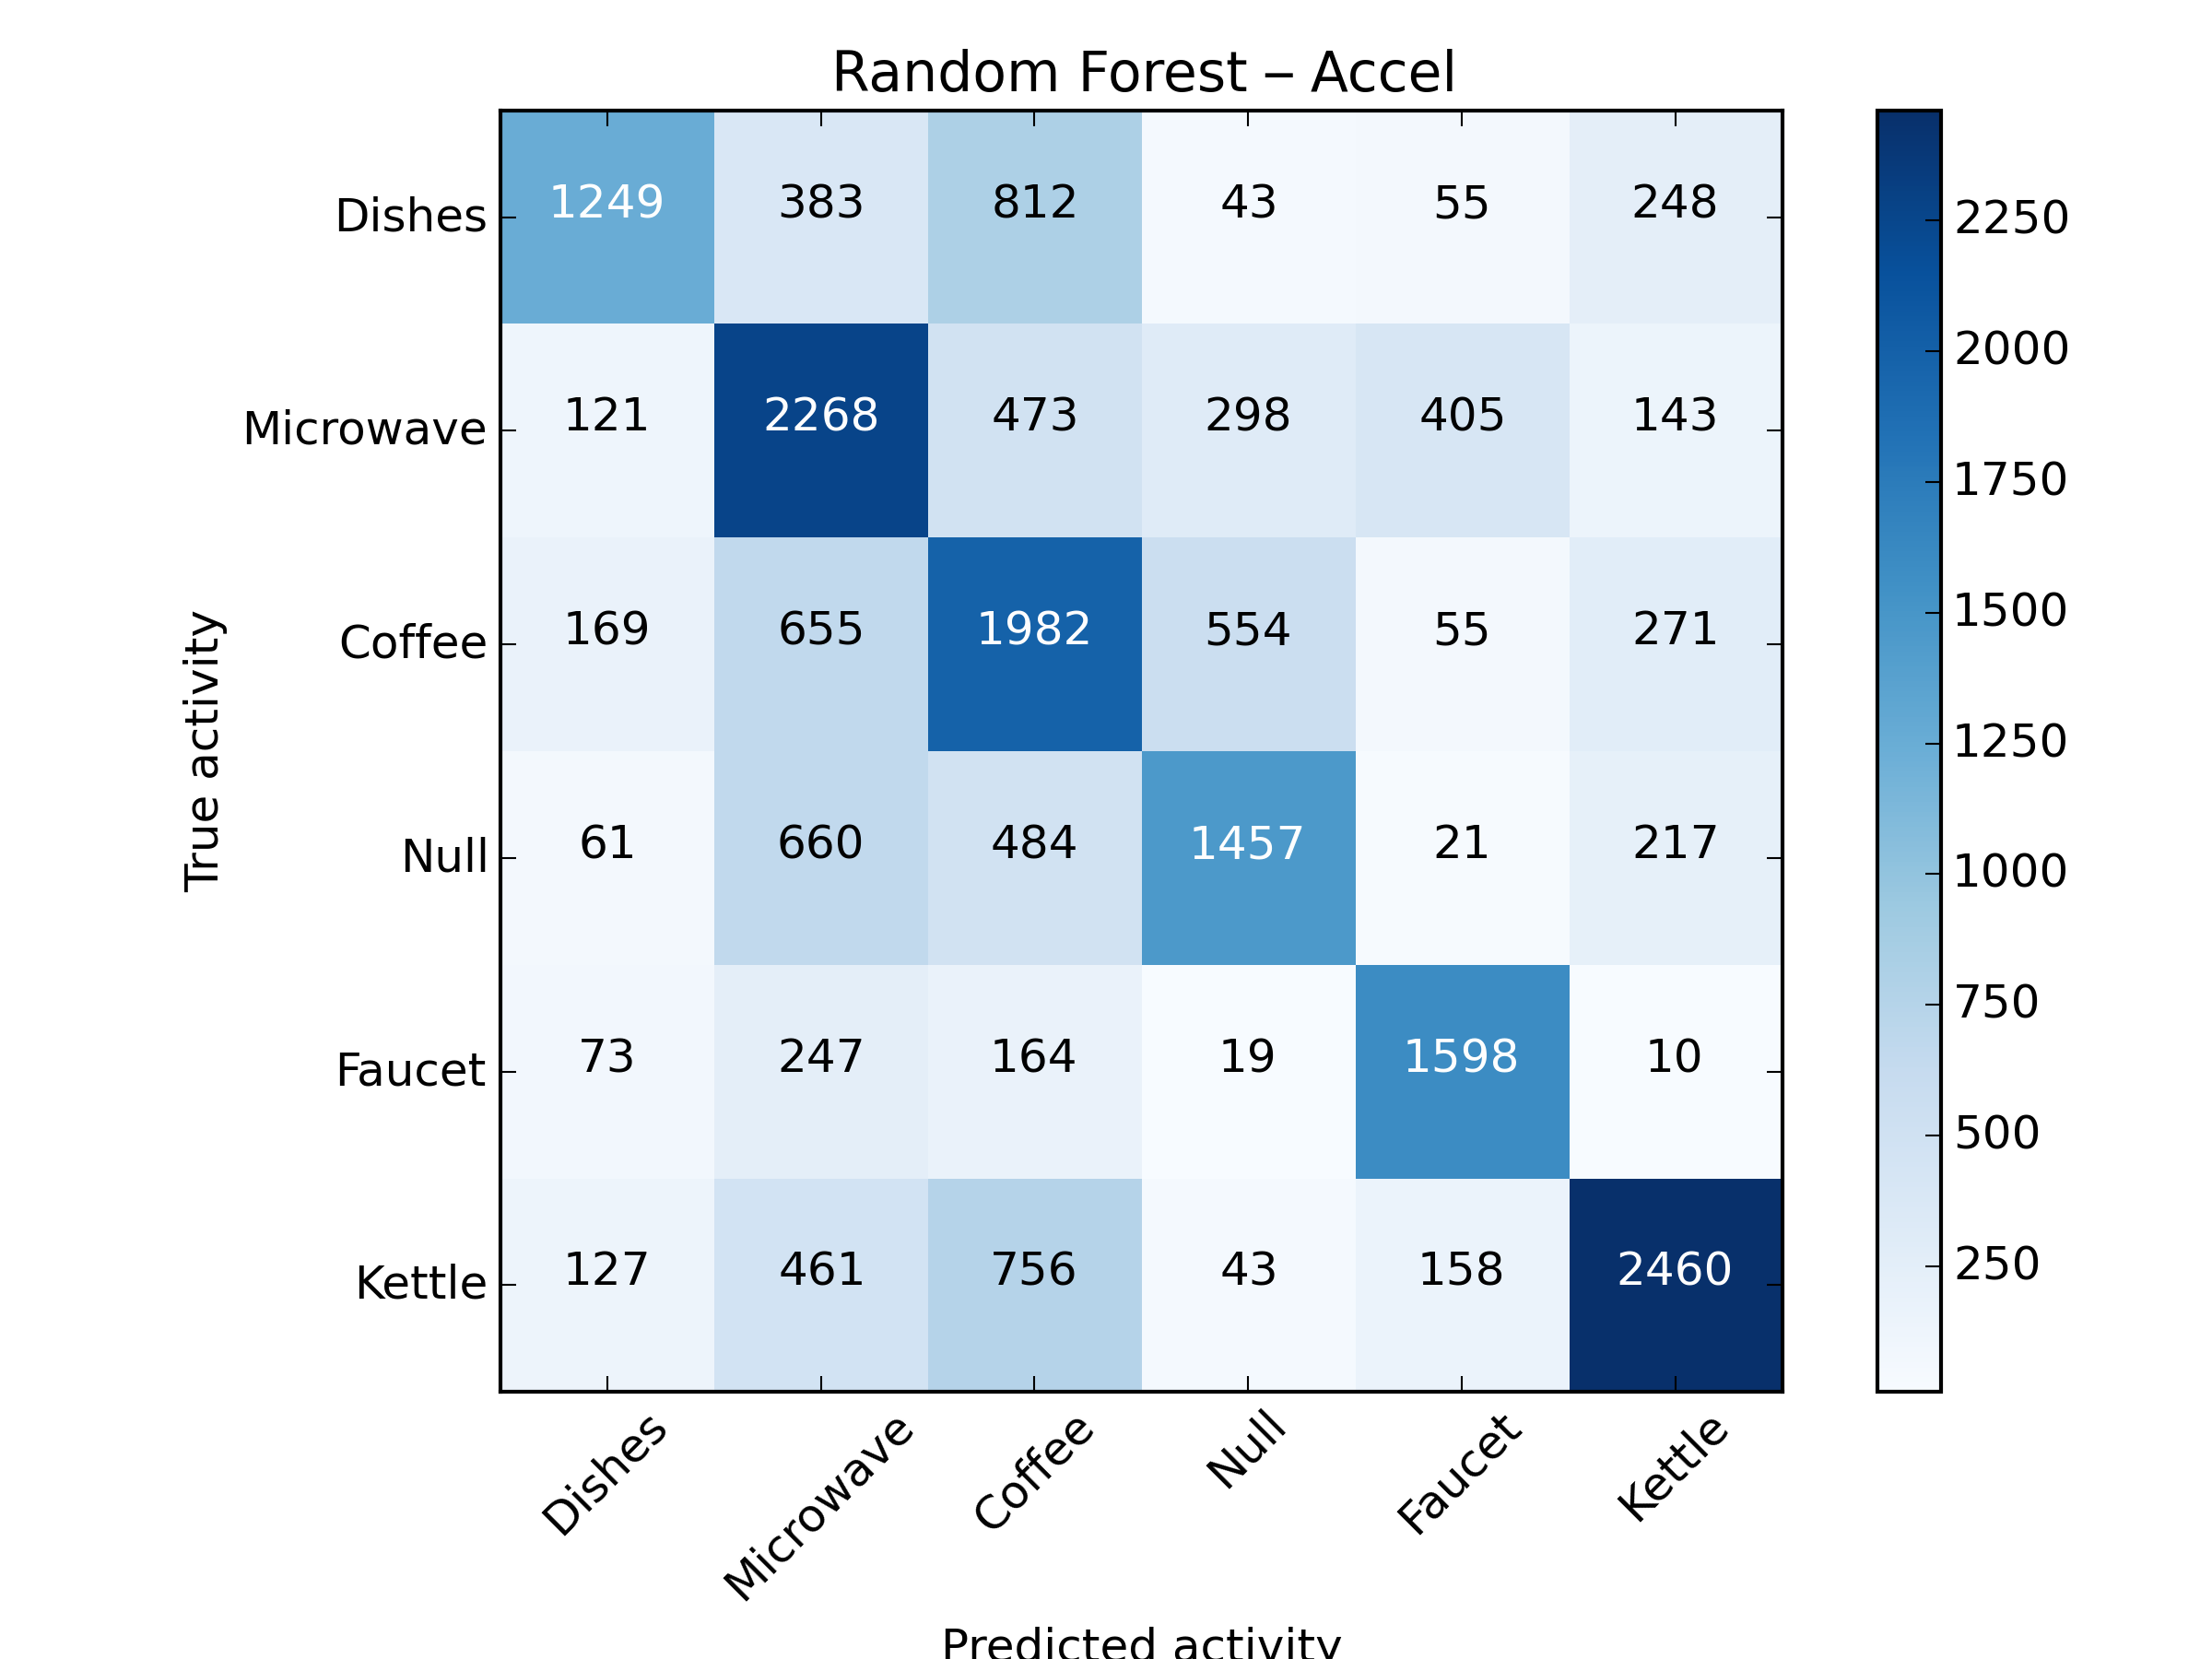 Random Forest – Accel
Dishes 1249 383 812 43 55 248
Microwave 121 2268 473 298 405 143
Coffee 169 655 1982 554 55 271
Null 61 660 484 1457 21 217
Faucet 73 247 164 19 1598 10
Kettle 127 461 756 43 158 2460
True activity
Dishes Microwave Coffee Null Faucet Kettle
Predicted activity
2250
2000
1750
1500
1250
1000
750
500
250